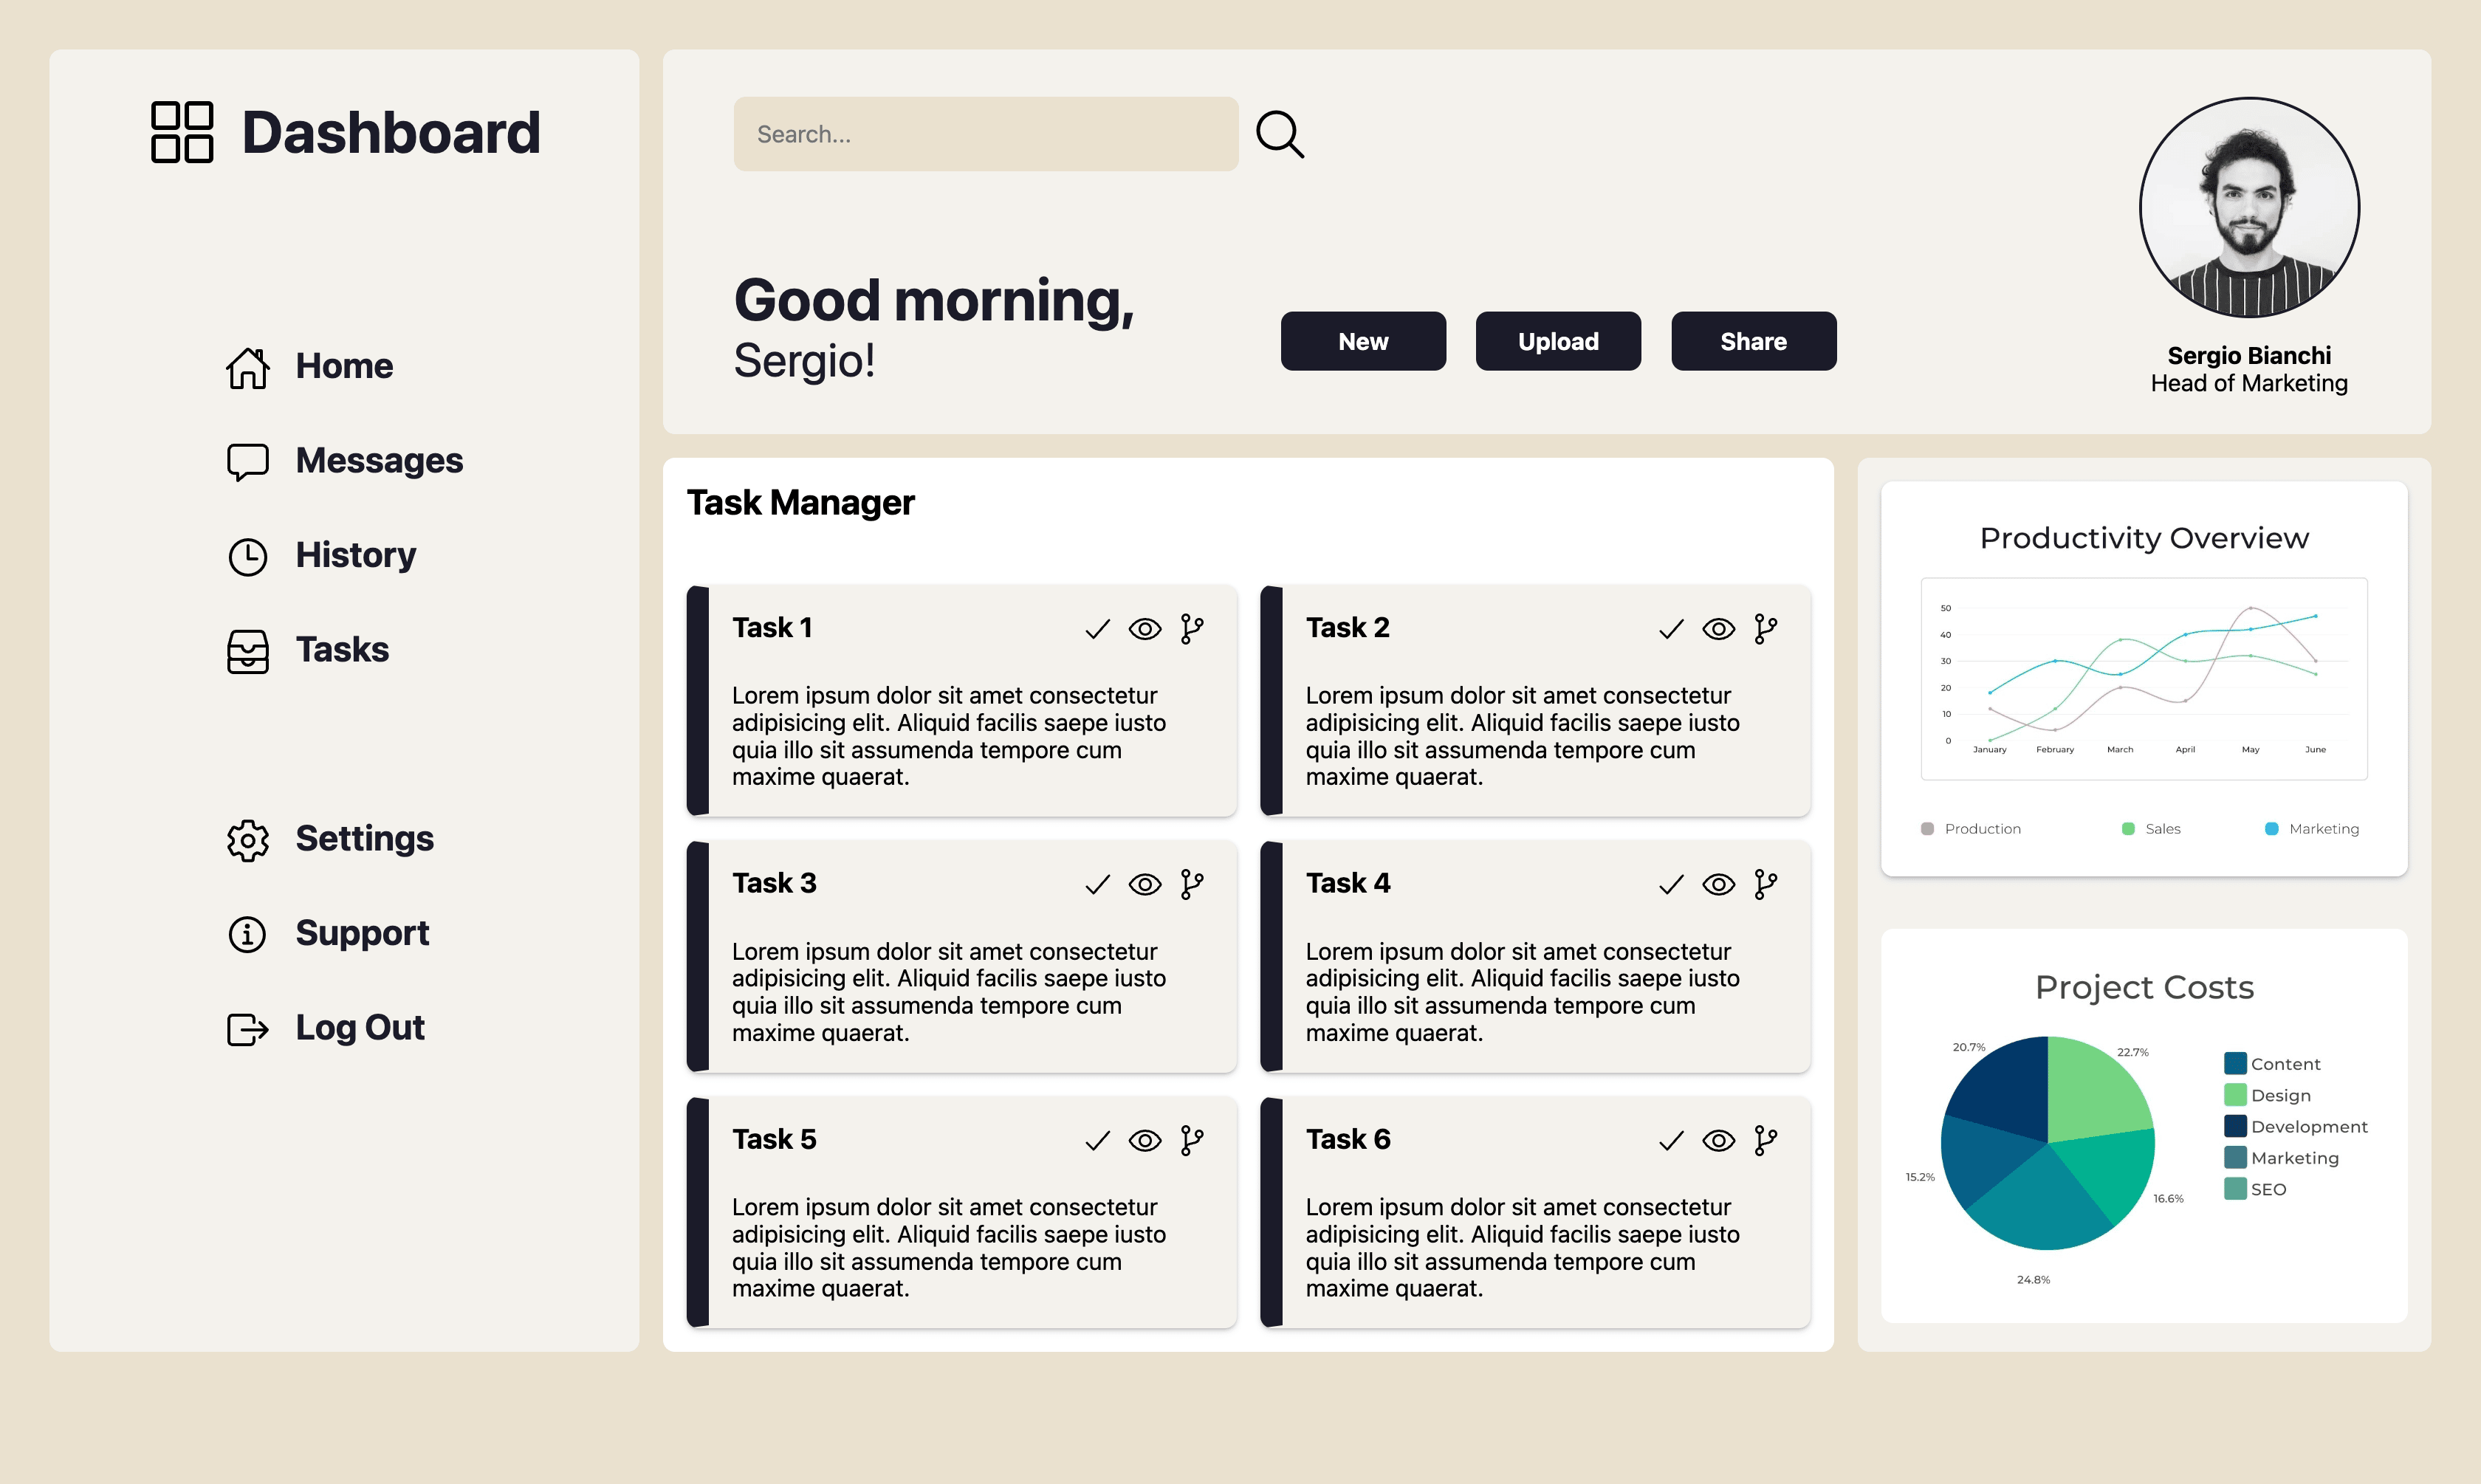 Dashboard
Home
Messages
History
Tasks
Settings
Support
Log Out
Search...
Good morning,
Sergio!
New
Upload
Share
Sergio Bianchi
Head of Marketing
Task Manager
Task 1
Lorem ipsum dolor sit amet consectetur
adipisicing elit. Aliquid facilis saepe iusto
quia illo sit assumenda tempore cum
maxime quaerat.
Task 2
Lorem ipsum dolor sit amet consectetur
adipisicing elit. Aliquid facilis saepe iusto
quia illo sit assumenda tempore cum
maxime quaerat.
Task 3
Lorem ipsum dolor sit amet consectetur
adipisicing elit. Aliquid facilis saepe iusto
quia illo sit assumenda tempore cum
maxime quaerat.
Task 4
Lorem ipsum dolor sit amet consectetur
adipisicing elit. Aliquid facilis saepe iusto
quia illo sit assumenda tempore cum
maxime quaerat.
Task 5
Lorem ipsum dolor sit amet consectetur
adipisicing elit. Aliquid facilis saepe iusto
quia illo sit assumenda tempore cum
maxime quaerat.
Task 6
Lorem ipsum dolor sit amet consectetur
adipisicing elit. Aliquid facilis saepe iusto
quia illo sit assumenda tempore cum
maxime quaerat.
Productivity Overview
50
40
30
20
10
0
January February March April May June
Production Sales Marketing
Project Costs
20.7%
22.7%
15.2%
16.6%
24.8%
Content
Design
Development
Marketing
SEO